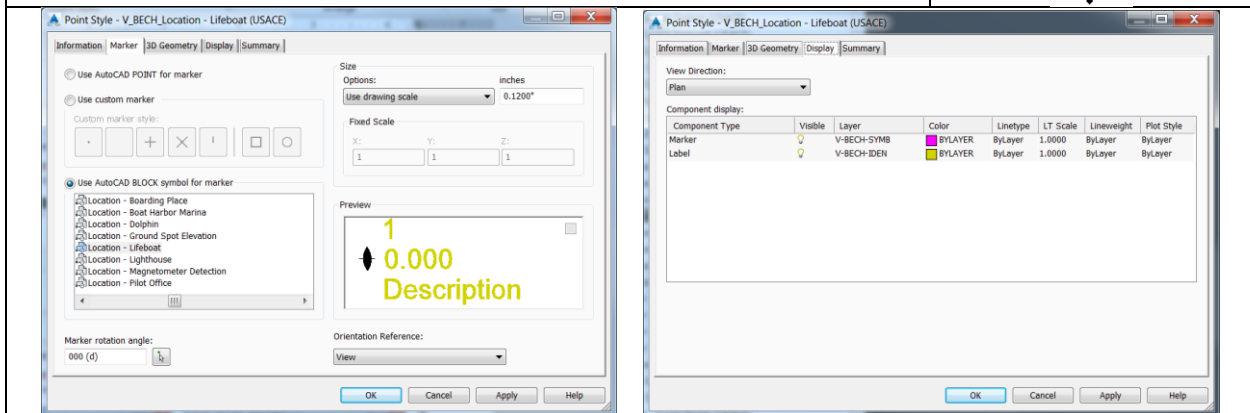 Point Style - V_BECH_Location - Lifeboat (USACE)
Information Marker 3D Geometry Display Summary
Use AutoCAD POINT for marker
Use custom marker
Custom marker style:
Use AutoCAD BLOCK symbol for marker
Location - Boarding Place
Location - Boat Harbor Marina
Location - Dolphin
Location - Ground Spot Elevation
Location - Lifeboat
Location - Lighthouse
Location - Magnetometer Detection
Location - Pilot Office
Marker rotation angle:
000 (d)
Size
Options: inches
Use drawing scale 0.1200"
Fixed Scale
X: Y: Z:
1 1 1
Preview
1
0.000
Description
Orientation Reference:
View
OK Cancel Apply Help
Point Style - V_BECH_Location - Lifeboat (USACE)
Information Marker 3D Geometry Display Summary
View Direction:
Plan
Component display:
Component Type Visible Layer Color Linetype LT Scale Lineweight Plot Style
Marker V-BECH-SYMB BYLAYER ByLayer 1.0000 ByLayer ByLayer
Label V-BECH-IDEN BYLAYER ByLayer 1.0000 ByLayer ByLayer
OK Cancel Apply Help